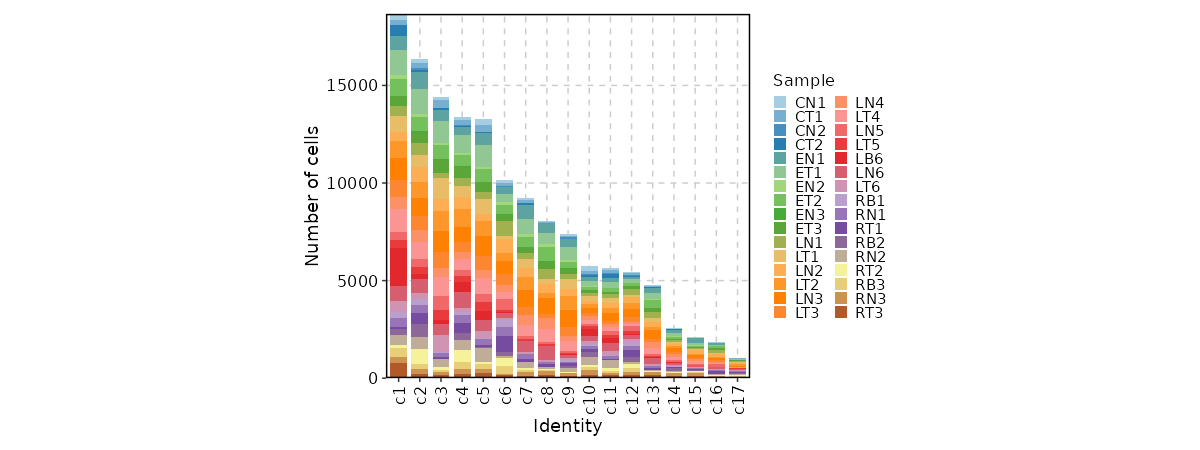 Number of cells
15000
10000
5000
0
c1 c2 c3 c4 c5 c6 c7 c8 c9 c10 c11 c12 c13 c14 c15 c16 c17
Identity
Sample
CN1 LN4
CT1 LT4
CN2 LN5
CT2 LT5
EN1 LB6
ET1 LN6
EN2 LT6
ET2 RB1
EN3 RN1
ET3 RT1
LN1 RB2
LT1 RN2
LN2 RT2
LT2 RB3
LN3 RN3
LT3 RT3